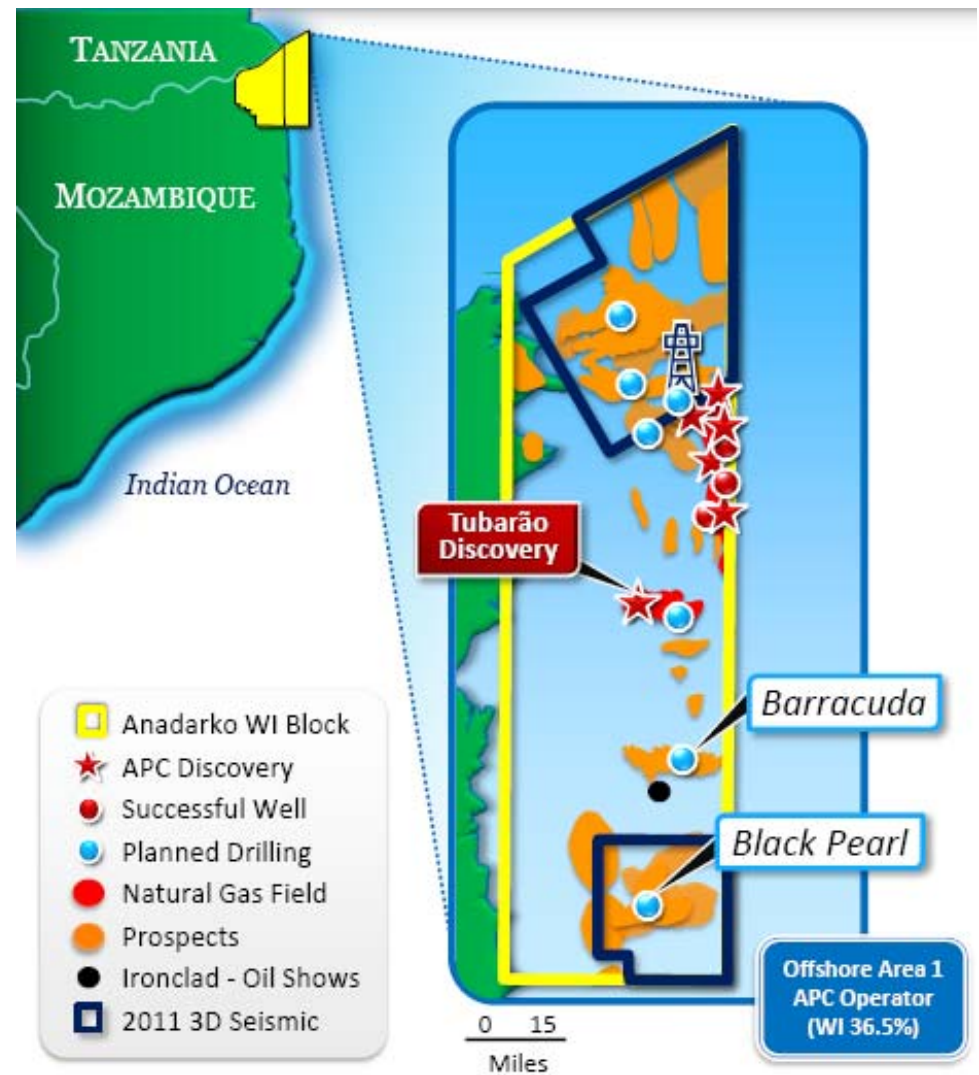 TANZANIA
MOZAMBIQUE
Indian Ocean
Tubarão
Discovery
Barracuda
Black Pearl
Anadarko WI Block
APC Discovery
Successful Well
Planned Drilling
Natural Gas Field
Prospects
Ironclad - Oil Shows
2011 3D Seismic
0 15
Miles
Offshore Area 1
APC Operator
(WI 36.5%)